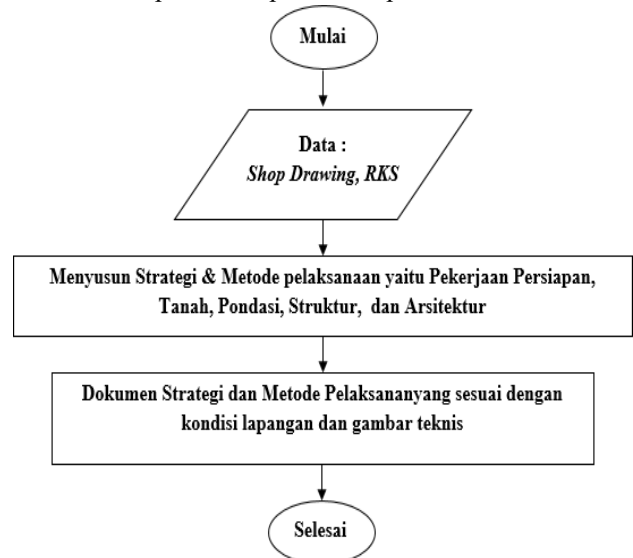 Mulai
Data :
Shop Drawing, RKS
Menyusun Strategi & Metode pelaksanaan yaitu Pekerjaan Persiapan,
Tanah, Pondasi, Struktur, dan Arsitektur
Dokumen Strategi dan Metode Pelaksananyang sesuai dengan
kondisi lapangan dan gambar teknis
Selesai